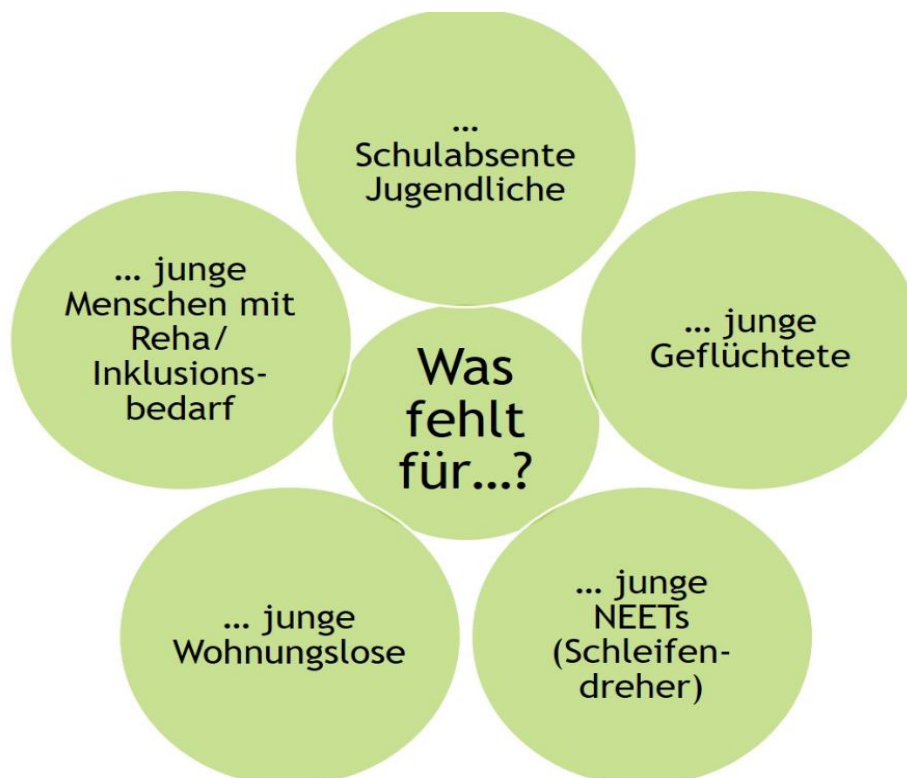 ...
Schulabsente
Jugendliche
... junge
Menschen mit
Reha/
Inklusions-
bedarf
... junge
Geflüchtete
Was
fehlt
für...?
... junge
Wohnungslose
... junge
NEETs
(Schleifen-
dreher)